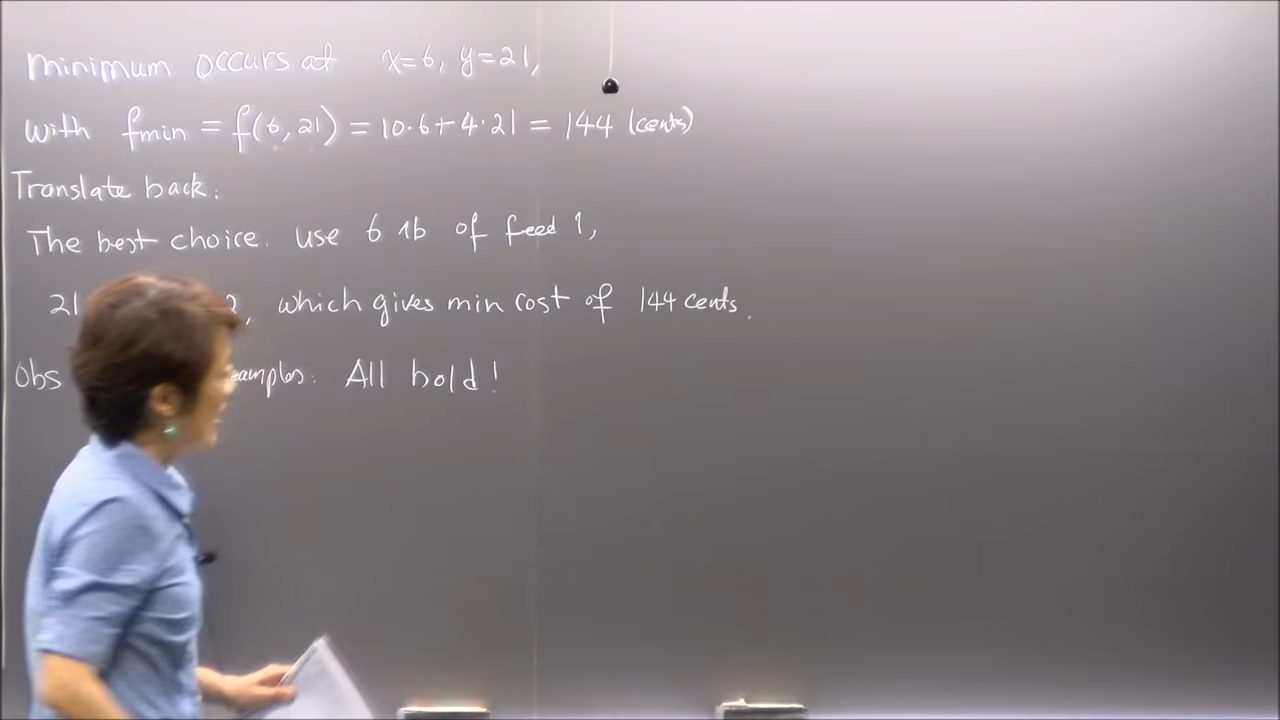 minimum occurs at x=6, y=21,
with fmin = f(6,21) = 10·6+4·21 = 144 (cents)
Translate back:
The best choice. use 6 lb of feed 1,
21 2, which gives min cost of 144 cents.
Obs amples: All hold!